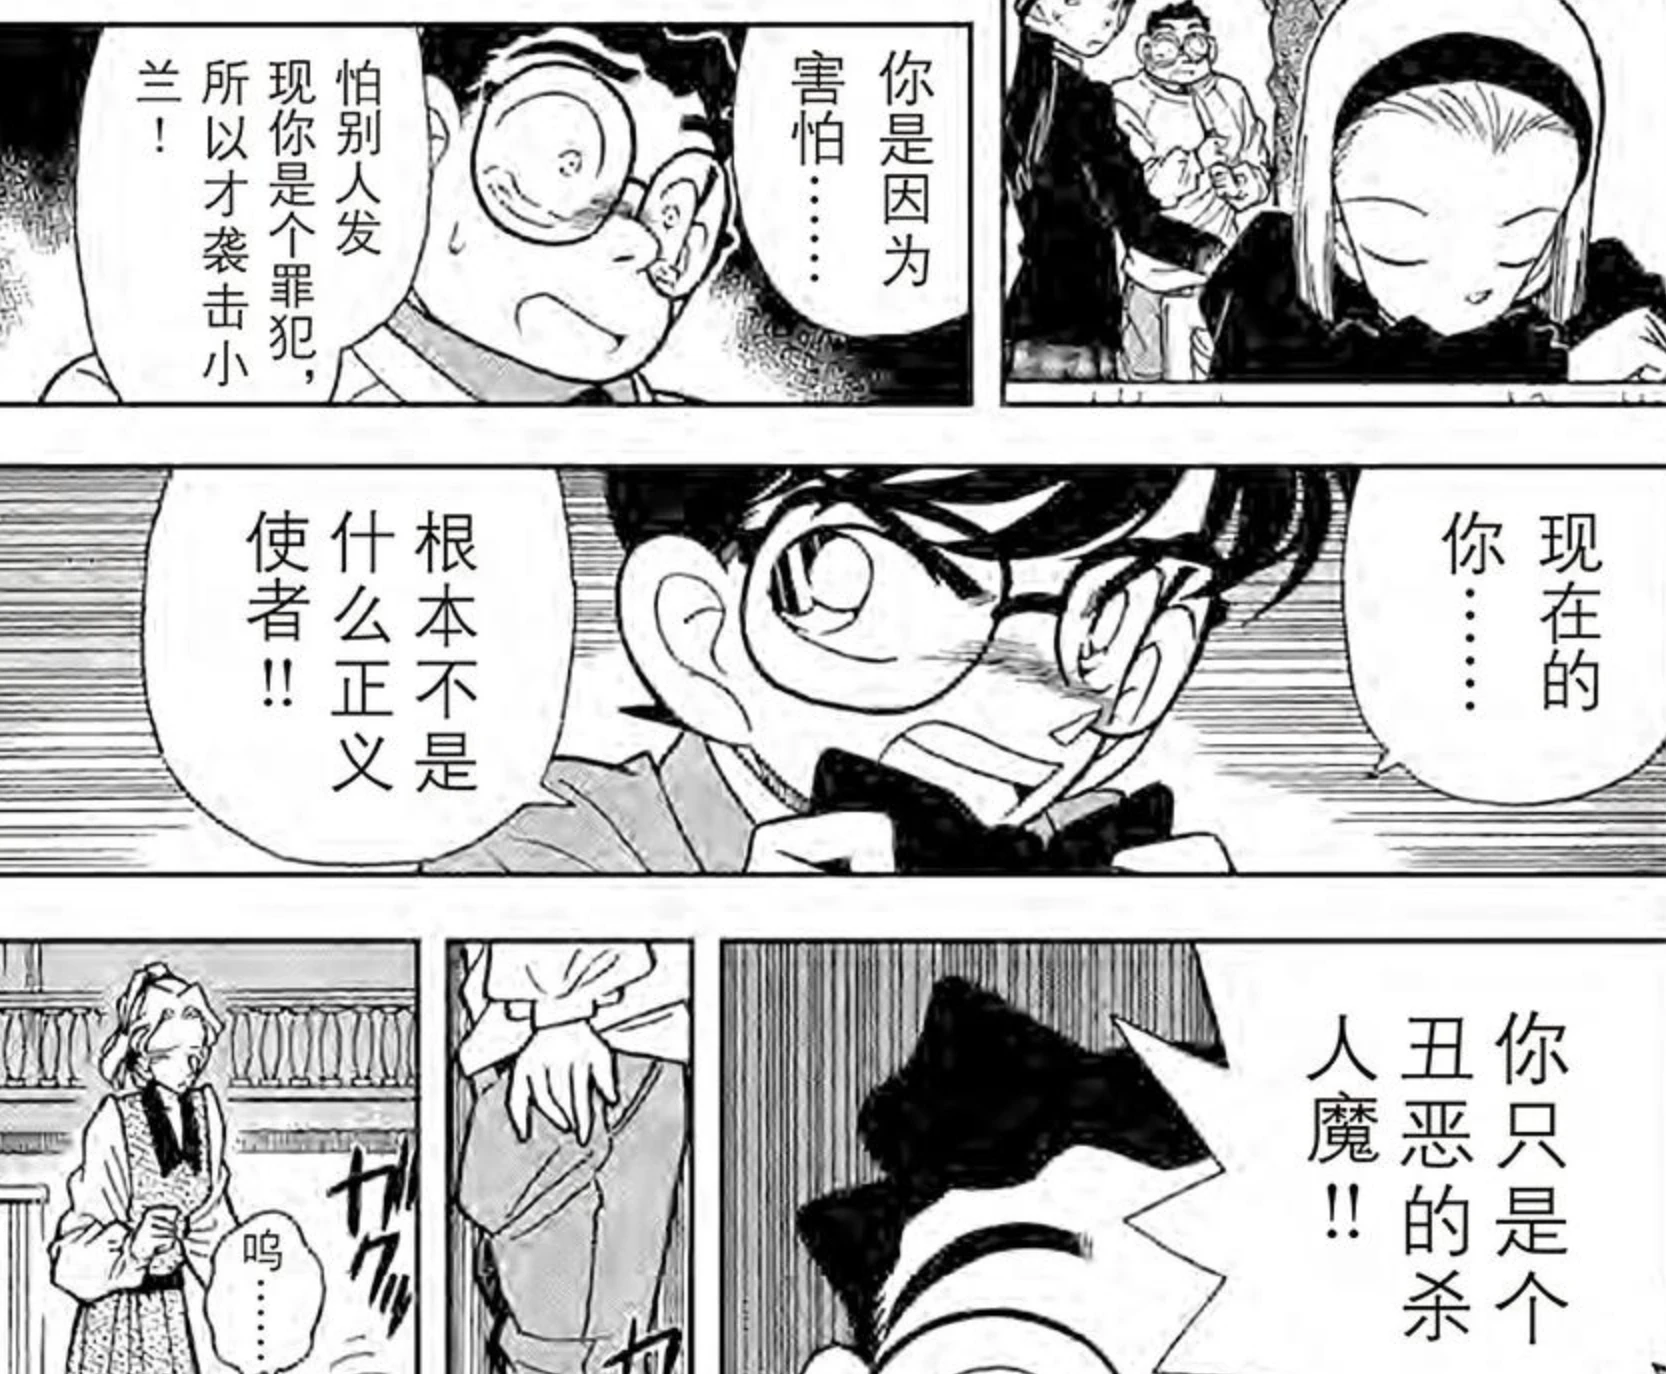 你是因为
害怕……
怕别人发
现你是个罪犯，
所以才袭击小
兰！
现在的
你……
根本不是
什么正义
使者!!
你只是个
丑恶的杀
人魔!!
呜……